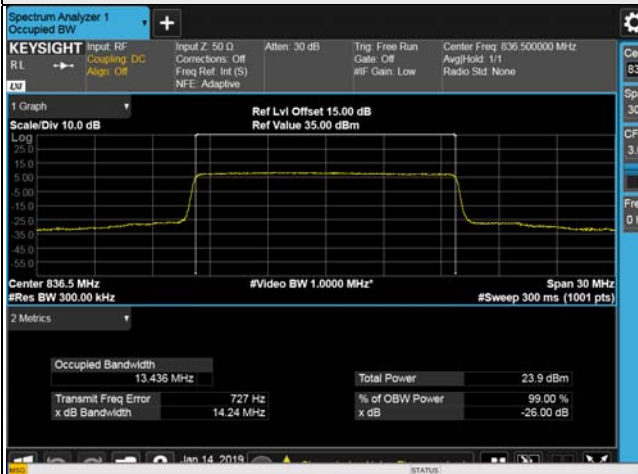 Spectrum Analyzer 1
Occupied BW
KEYSIGHT
RL
LXI
Input: RF
Coupling: DC
Align: Off
Input Z: 50 Ω
Corrections: Off
Freq Ref: Int (S)
NFE: Adaptive
Atten: 30 dB
Trig: Free Run
Gate: Off
#IF Gain: Low
Center Freq: 836.500000 MHz
Avg|Hold: 1/1
Radio Std: None
1 Graph
Scale/Div 10.0 dB
Ref Lvl Offset 15.00 dB
Ref Value 35.00 dBm
Log
25.0
15.0
5.00
-5.00
-15.0
-25.0
-35.0
-45.0
-55.0
Center 836.5 MHz
#Res BW 300.00 kHz
#Video BW 1.0000 MHz*
Span 30 MHz
#Sweep 300 ms (1001 pts)
2 Metrics
Occupied Bandwidth
13.436 MHz
Transmit Freq Error 727 Hz
x dB Bandwidth 14.24 MHz
Total Power 23.9 dBm
% of OBW Power 99.00 %
x dB -26.00 dB
Jan 14, 2019
MSG
STATUS